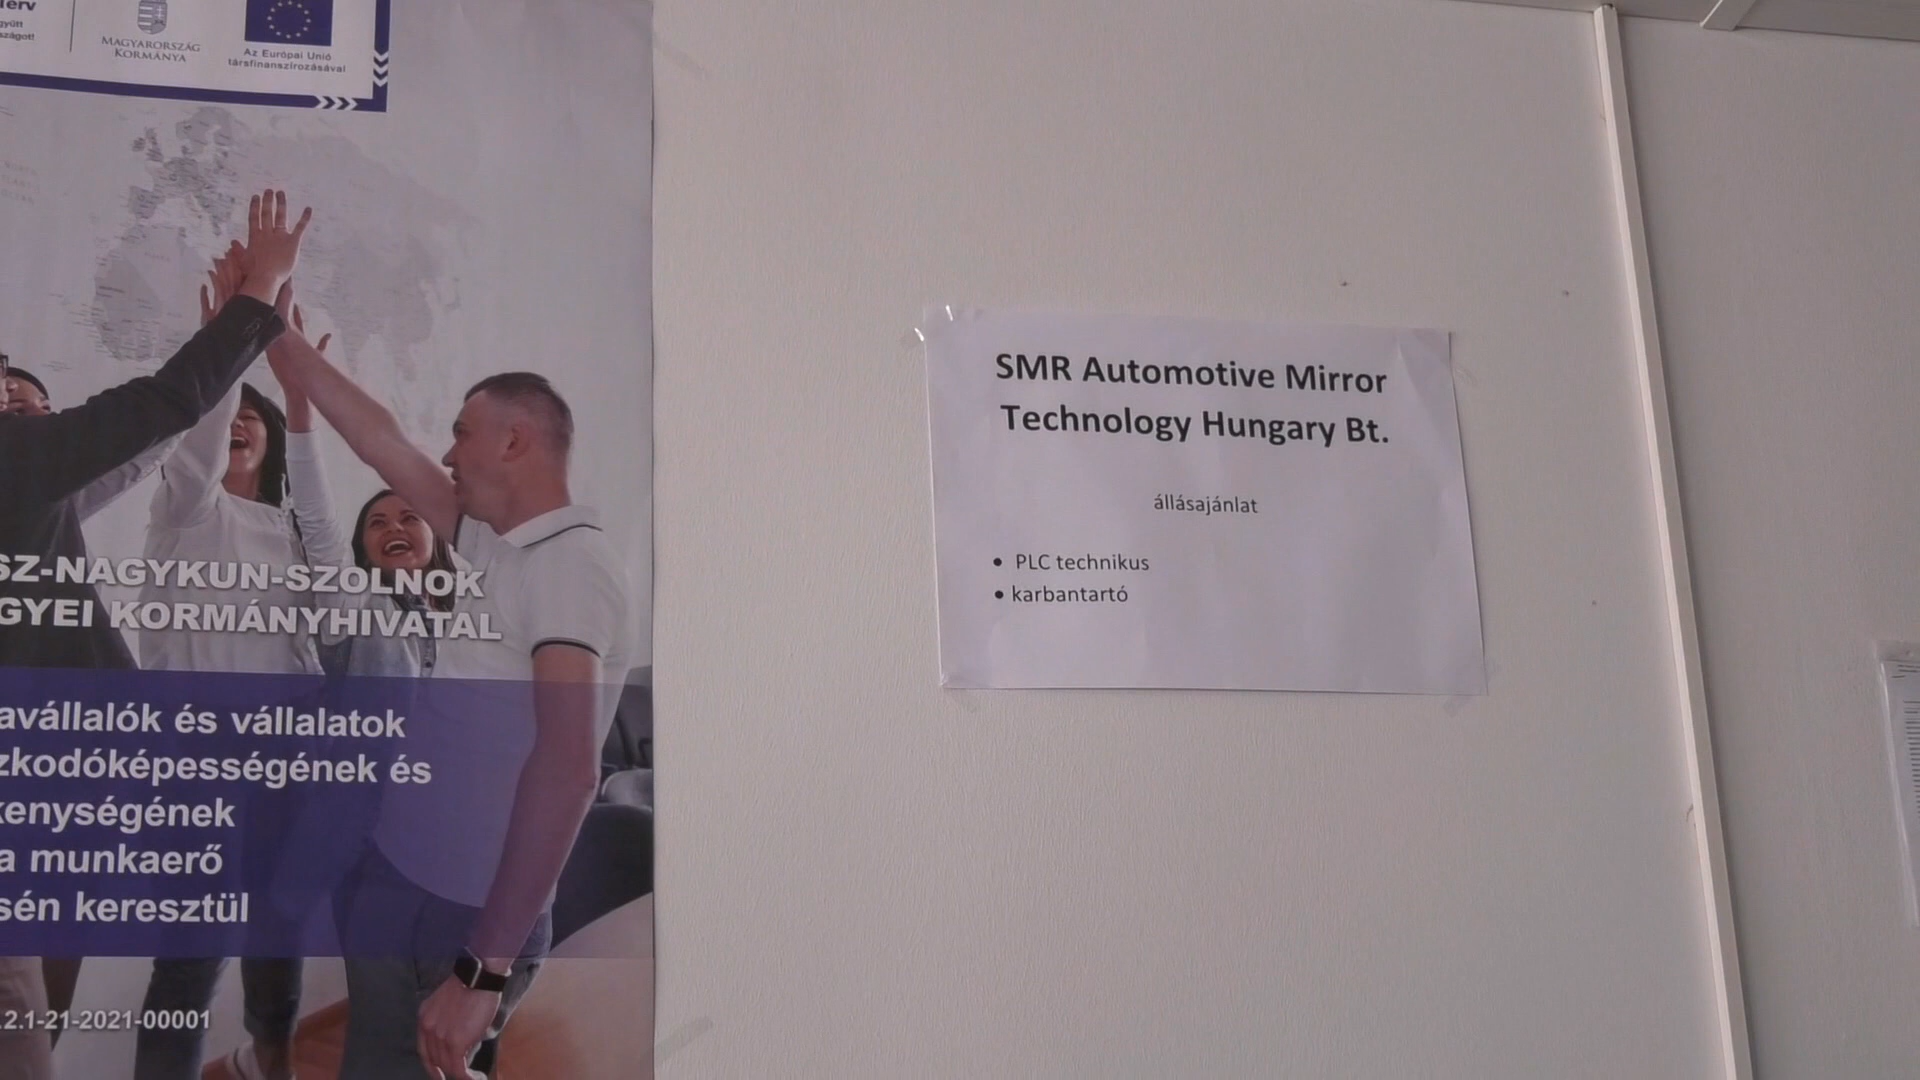 Terv
MAGYARORSZÁG
KORMÁNYA
Az Európai Unió
társfinanszírozásával
SZ-NAGYKUN-SZOLNOK
GYEI KORMÁNYHIVATAL
avállalók és vállalatok
zkodóképességének és
kenységének
a munkaerő
sén keresztül
.2.1-21-2021-00001
SMR Automotive Mirror
Technology Hungary Bt.
állásajánlat
• PLC technikus
• karbantartó